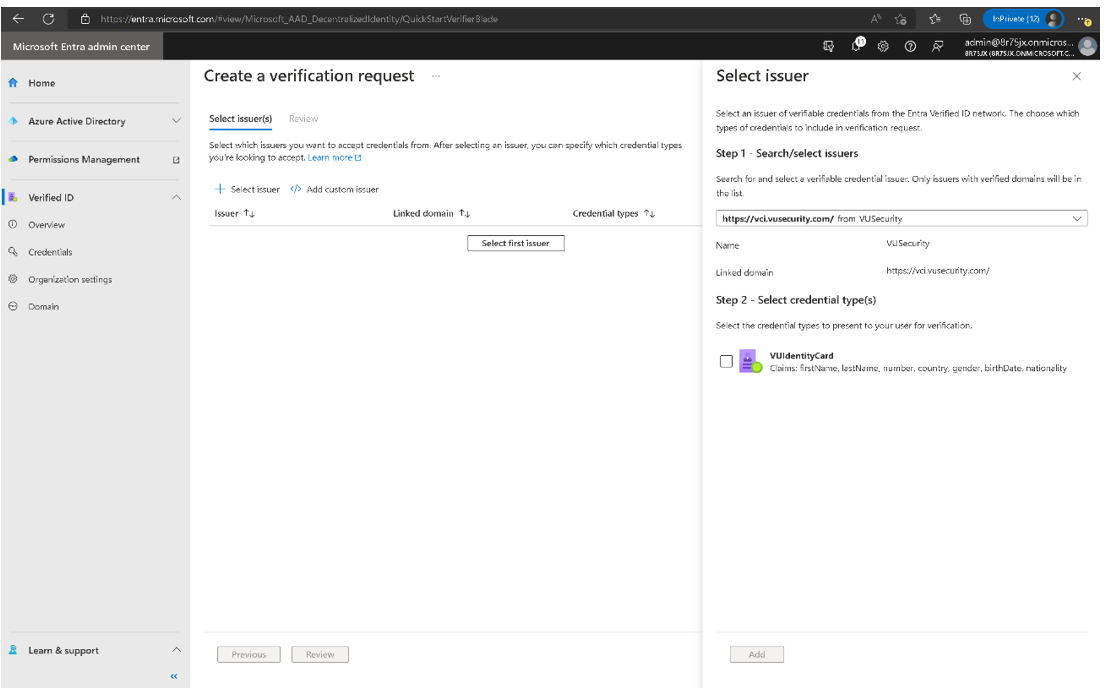 https://entra.microsoft.com/#view/Microsoft_AAD_DecentralizedIdentity/QuickStartVerifierBlade
InPrivate (12)
Microsoft Entra admin center
11
admin@8r75jx.onmicros...
8R75JX (8R75JX.ONMICROSOFT.C...
Home
Azure Active Directory
Permissions Management
Verified ID
Overview
Credentials
Organization settings
Domain
Learn & support
Create a verification request ...
Select issuer(s) Review
Select which issuers you want to accept credentials from. After selecting an issuer, you can specify which credential types
you're looking to accept. Learn more
Select issuer Add custom issuer
Issuer Linked domain Credential types
Select first issuer
Previous Review
Select issuer
Select an issuer of verifiable credentials from the Entra Verified ID network. The choose which
types of credentials to include in verification request.
Step 1 - Search/select issuers
Search for and select a verifiable credential issuer. Only issuers with verified domains will be in
the list.
https://vci.vusecurity.com/ from VUSecurity
Name VUSecurity
Linked domain https://vci.vusecurity.com/
Step 2 - Select credential type(s)
Select the credential types to present to your user for verification.
VUIdentityCard
Claims: firstName, lastName, number, country, gender, birthDate, nationality
Add